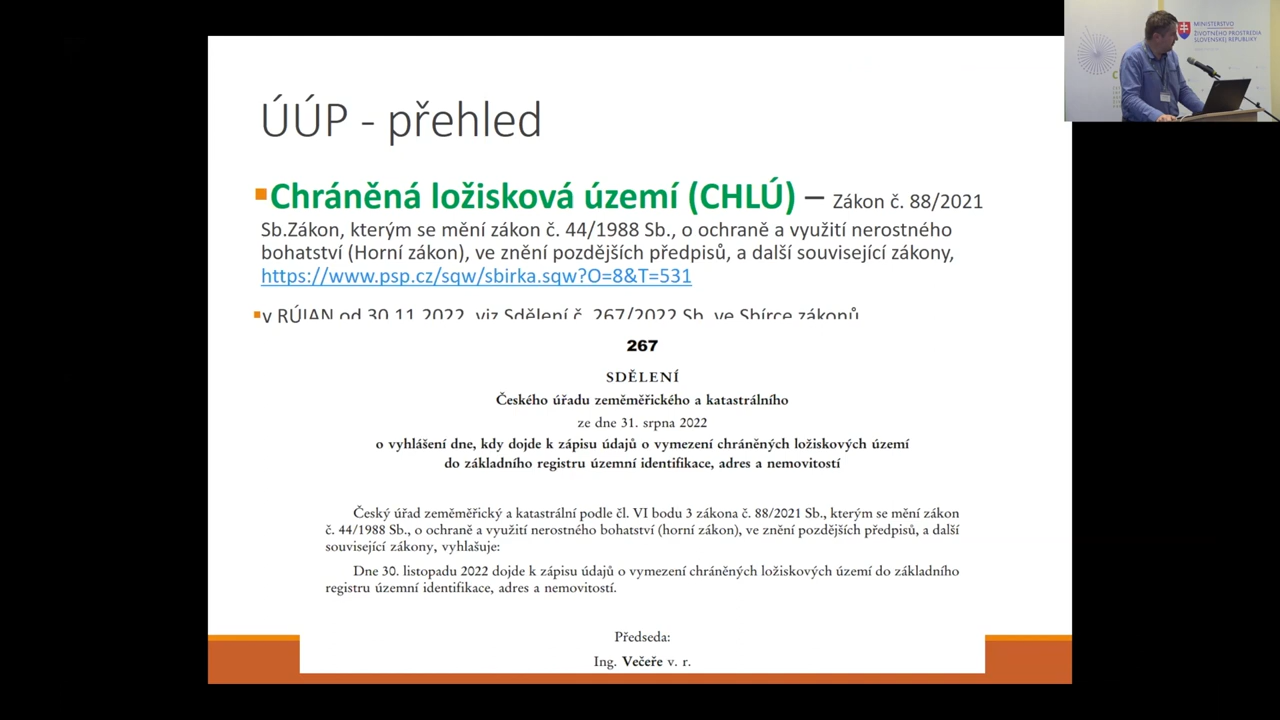 ÚÚP - přehled
Chráněná ložisková území (CHLÚ) – Zákon č. 88/2021
Sb.Zákon, kterým se mění zákon č. 44/1988 Sb., o ochraně a využití nerostného
bohatství (Horní zákon), ve znění pozdějších předpisů, a další související zákony,
https://www.psp.cz/sqw/sbirka.sqw?O=8&T=531
v RÚIAN od 30.11.2022, viz Sdělení č. 267/2022 Sb. ve Sbírce zákonů
267
SDĚLENÍ
Českého úřadu zeměměřického a katastrálního
ze dne 31. srpna 2022
o vyhlášení dne, kdy dojde k zápisu údajů o vymezení chráněných ložiskových území
do základního registru územní identifikace, adres a nemovitostí
Český úřad zeměměřický a katastrální podle čl. VI bodu 3 zákona č. 88/2021 Sb., kterým se mění zákon
č. 44/1988 Sb., o ochraně a využití nerostného bohatství (horní zákon), ve znění pozdějších předpisů, a další
související zákony, vyhlašuje:
Dne 30. listopadu 2022 dojde k zápisu údajů o vymezení chráněných ložiskových území do základního
registru územní identifikace, adres a nemovitostí.
Předseda:
Ing. Večeře v. r.
MINISTERSTVO
ŽIVOTNÉHO PROSTREDIA
SLOVENSKEJ REPUBLIKY